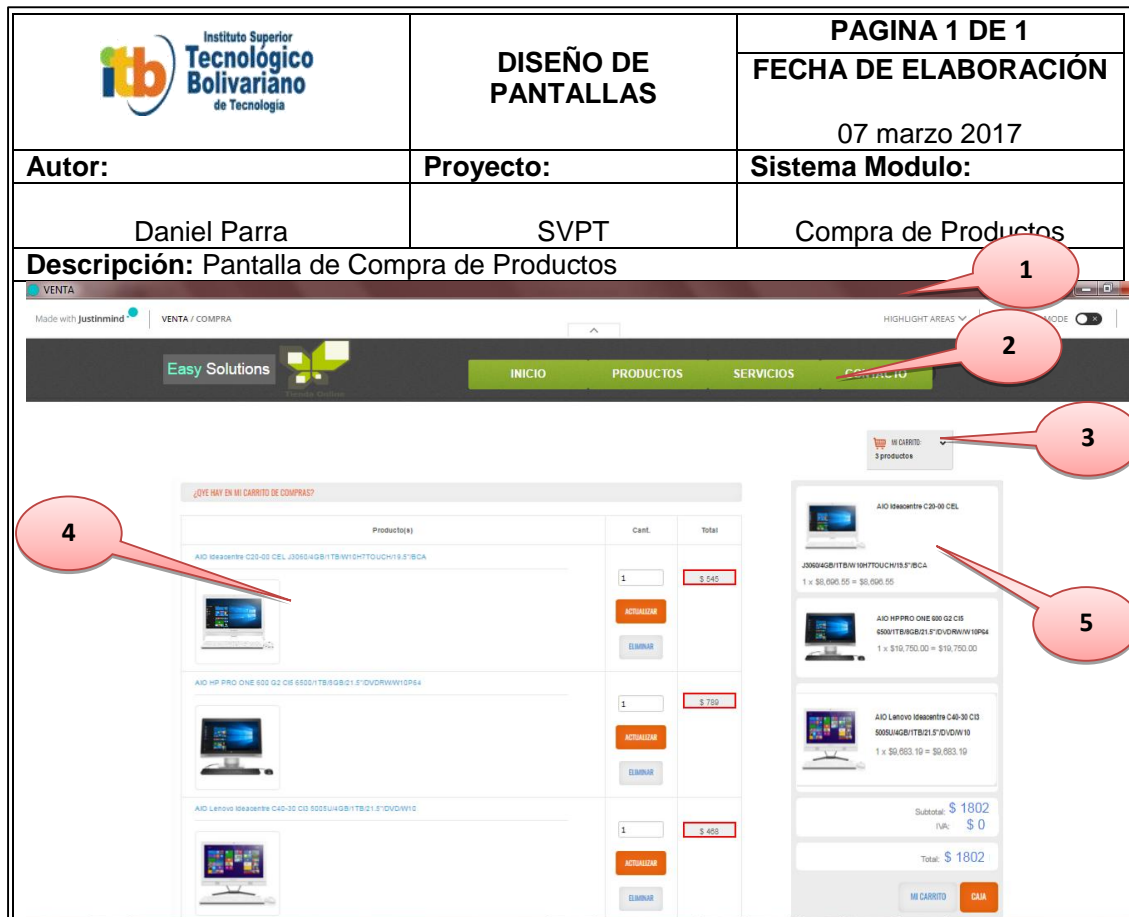 Instituto Superior
Tecnológico
Bolivariano
de Tecnología
itb
DISEÑO DE
PANTALLAS
PAGINA 1 DE 1
FECHA DE ELABORACIÓN
07 marzo 2017
Autor:
Proyecto:
Sistema Modulo:
Daniel Parra
SVPT
Compra de Productos
Descripción: Pantalla de Compra de Productos
1
VENTA
Made with Justinmind
VENTA / COMPRA
HIGHLIGHT AREAS
MODE
2
Easy Solutions
Tienda Online
INICIO
PRODUCTOS
SERVICIOS
CONTACTO
MI CARRITO:
3 productos
3
¿QYE HAY EN MI CARRITO DE COMPRAS?
4
Producto(s)
Cant.
Total
AIO Ideacentre C20-00 CEL J3060/4GB/1TB/W10H7TOUCH/19.5"/BCA
1
$ 545
ACTUALIZAR
ELIMINAR
AIO HP PRO ONE 600 G2 CI5 6500/1TB/8GB/21.5"/DVDRW/W10P64
1
$ 789
ACTUALIZAR
ELIMINAR
AIO Lenovo Ideacentre C40-30 CI3 5005U/4GB/1TB/21.5"/DVD/W10
1
$ 468
ACTUALIZAR
ELIMINAR
AIO Ideacentre C20-00 CEL
J3060/4GB/1TB/W10H7TOUCH/19.5"/BCA
1 x $8,696.55 = $8,696.55
5
AIO HPPRO ONE 600 G2 CI5
6500/1TB/8GB/21.5"/DVDRW/W10P64
1 x $19,750.00 = $19,750.00
AIO Lenovo Ideacentre C40-30 CI3
5005U/4GB/1TB/21.5"/DVD/W10
1 x $9,683.19 = $9,683.19
Subtotal: $ 1802
IVA: $ 0
Total: $ 1802
MI CARRITO
CAJA